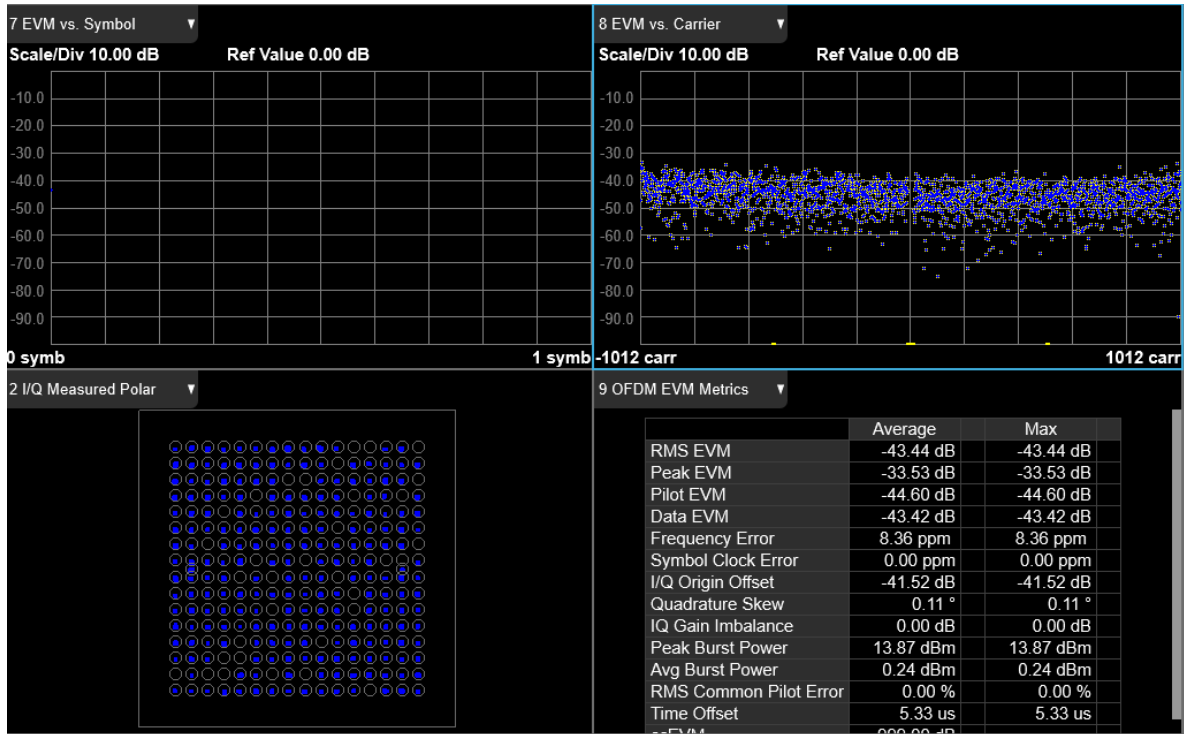 7 EVM vs. Symbol
Scale/Div 10.00 dB Ref Value 0.00 dB
-10.0
-20.0
-30.0
-40.0
-50.0
-60.0
-70.0
-80.0
-90.0
0 symb 1 symb
8 EVM vs. Carrier
Scale/Div 10.00 dB Ref Value 0.00 dB
-10.0
-20.0
-30.0
-40.0
-50.0
-60.0
-70.0
-80.0
-90.0
-1012 carr 1012 carr
2 I/Q Measured Polar
9 OFDM EVM Metrics
Average Max
RMS EVM -43.44 dB -43.44 dB
Peak EVM -33.53 dB -33.53 dB
Pilot EVM -44.60 dB -44.60 dB
Data EVM -43.42 dB -43.42 dB
Frequency Error 8.36 ppm 8.36 ppm
Symbol Clock Error 0.00 ppm 0.00 ppm
I/Q Origin Offset -41.52 dB -41.52 dB
Quadrature Skew 0.11 ° 0.11 °
IQ Gain Imbalance 0.00 dB 0.00 dB
Peak Burst Power 13.87 dBm 13.87 dBm
Avg Burst Power 0.24 dBm 0.24 dBm
RMS Common Pilot Error 0.00 % 0.00 %
Time Offset 5.33 us 5.33 us